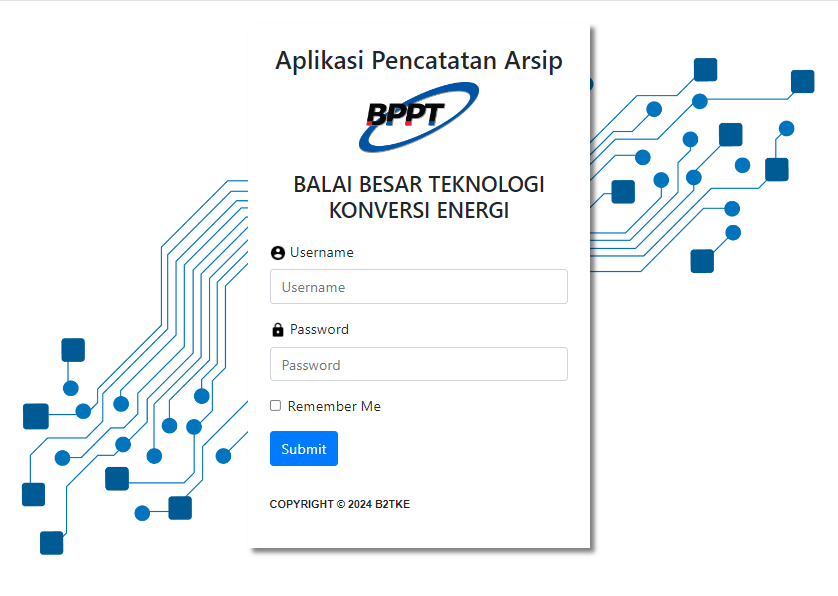 Aplikasi Pencatatan Arsip
BPPT
BALAI BESAR TEKNOLOGI
KONVERSI ENERGI
Username
Username
Password
Password
Remember Me
Submit
COPYRIGHT © 2024 B2TKE